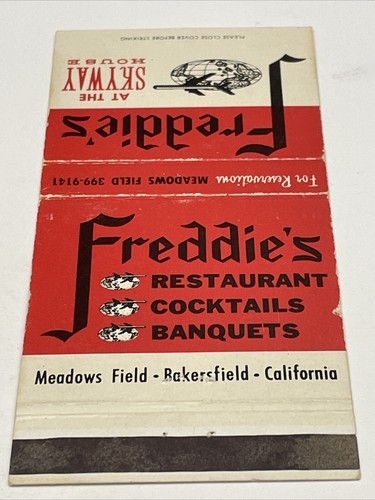 PLEASE CLOSE COVER BEFORE STRIKING
AT THE
SKYWAY
HOUSE
Freddie's
For Reservations MEADOWS FIELD 399-9141
Freddie's
RESTAURANT
COCKTAILS
BANQUETS
Meadows Field - Bakersfield - California